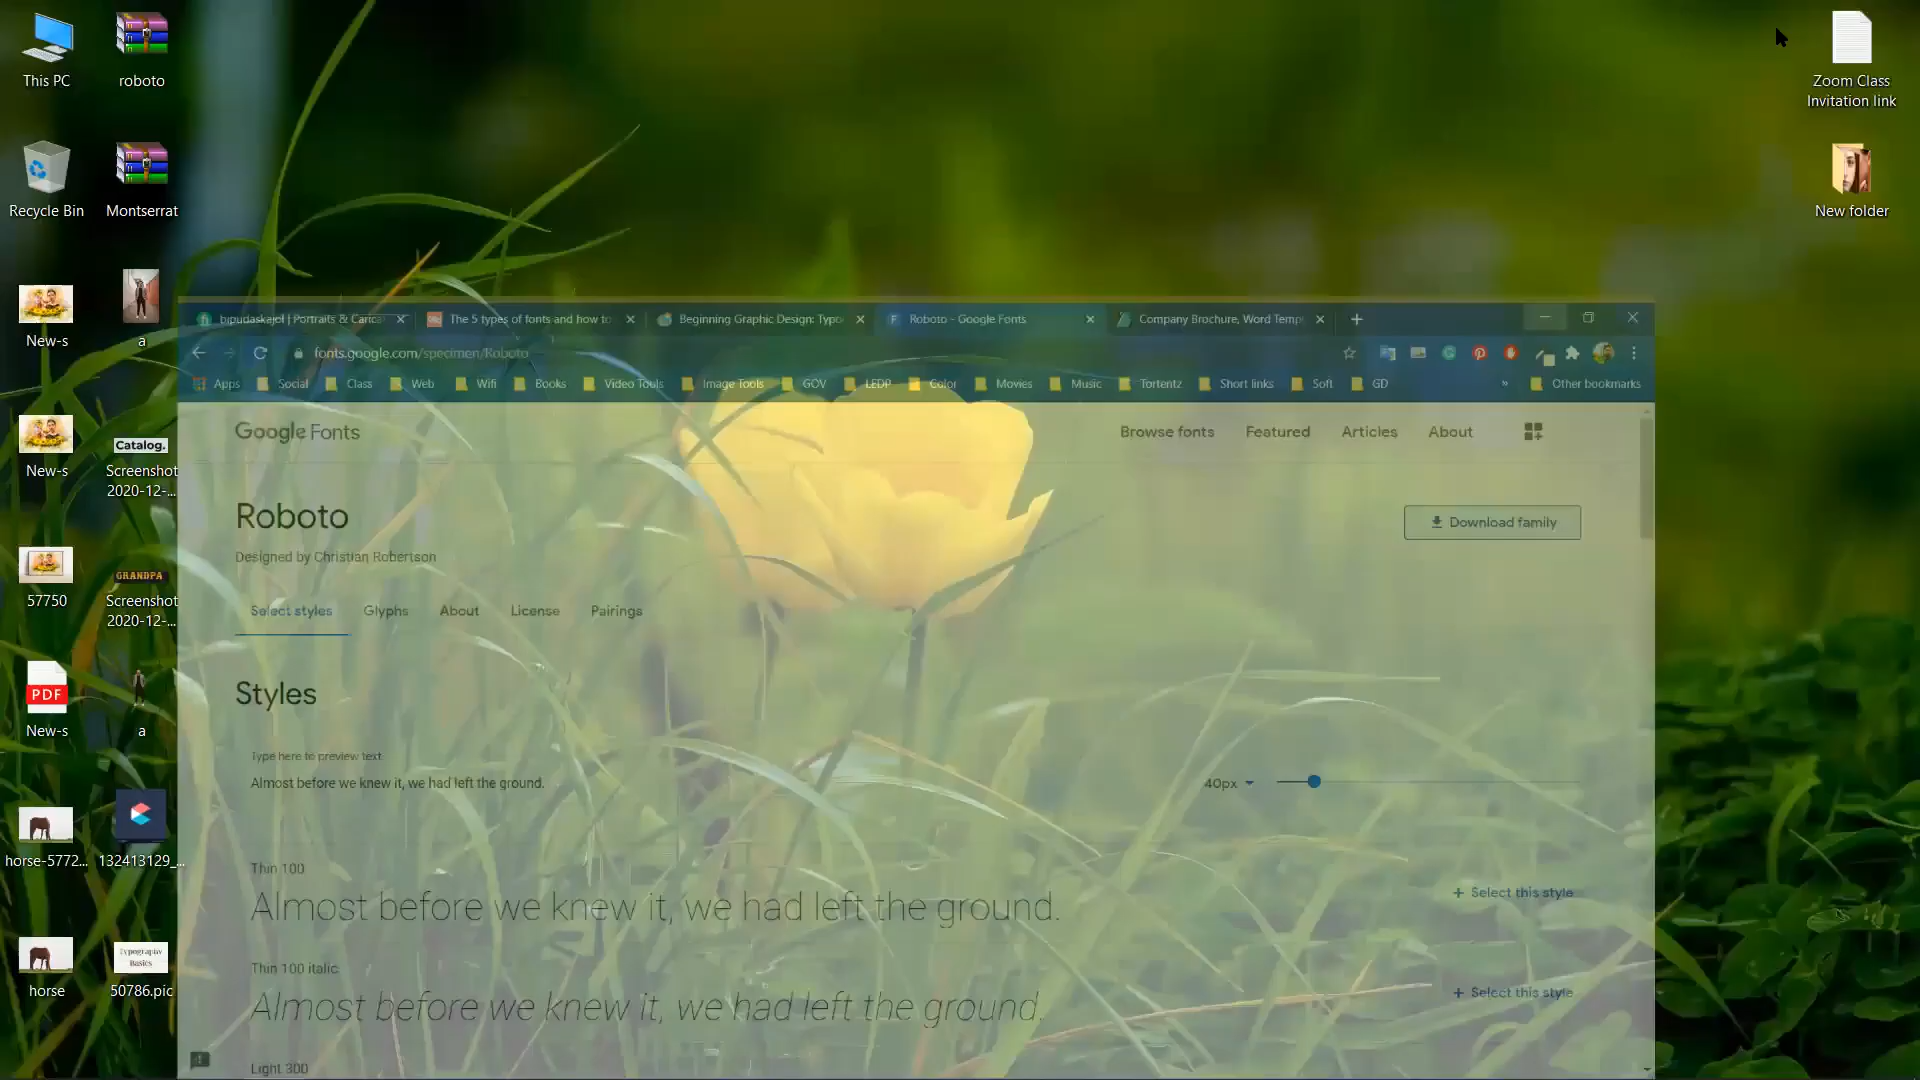 This PC
roboto
Zoom Class
Invitation link
Recycle Bin
Montserrat
New folder
New-s
a
New-s
Catalog.
Screenshot
2020-12-...
57750
GRANDPA
Screenshot
2020-12-...
PDF
New-s
a
horse-5772...
132413129_...
horse
Typography
Basics
50786.pic
bipudaskajol | Portraits & Carica
The 5 types of fonts and how to
Beginning Graphic Design: Typo
Roboto - Google Fonts
Company Brochure, Word Temp
fonts.google.com/specimen/Roboto
Apps
Social
Class
Web
Wifi
Books
Video Tools
Image Tools
GOV
LEDP
Color
Movies
Music
Tortentz
Short links
Soft
GD
»
Other bookmarks
Google Fonts
Browse fonts
Featured
Articles
About
Roboto
Download family
Designed by Christian Robertson
Select styles
Glyphs
About
License
Pairings
Styles
Type here to preview text
Almost before we knew it, we had left the ground.
40px
Thin 100
Almost before we knew it, we had left the ground.
+ Select this style
Thin 100 italic
Almost before we knew it, we had left the ground.
+ Select this style
Light 300